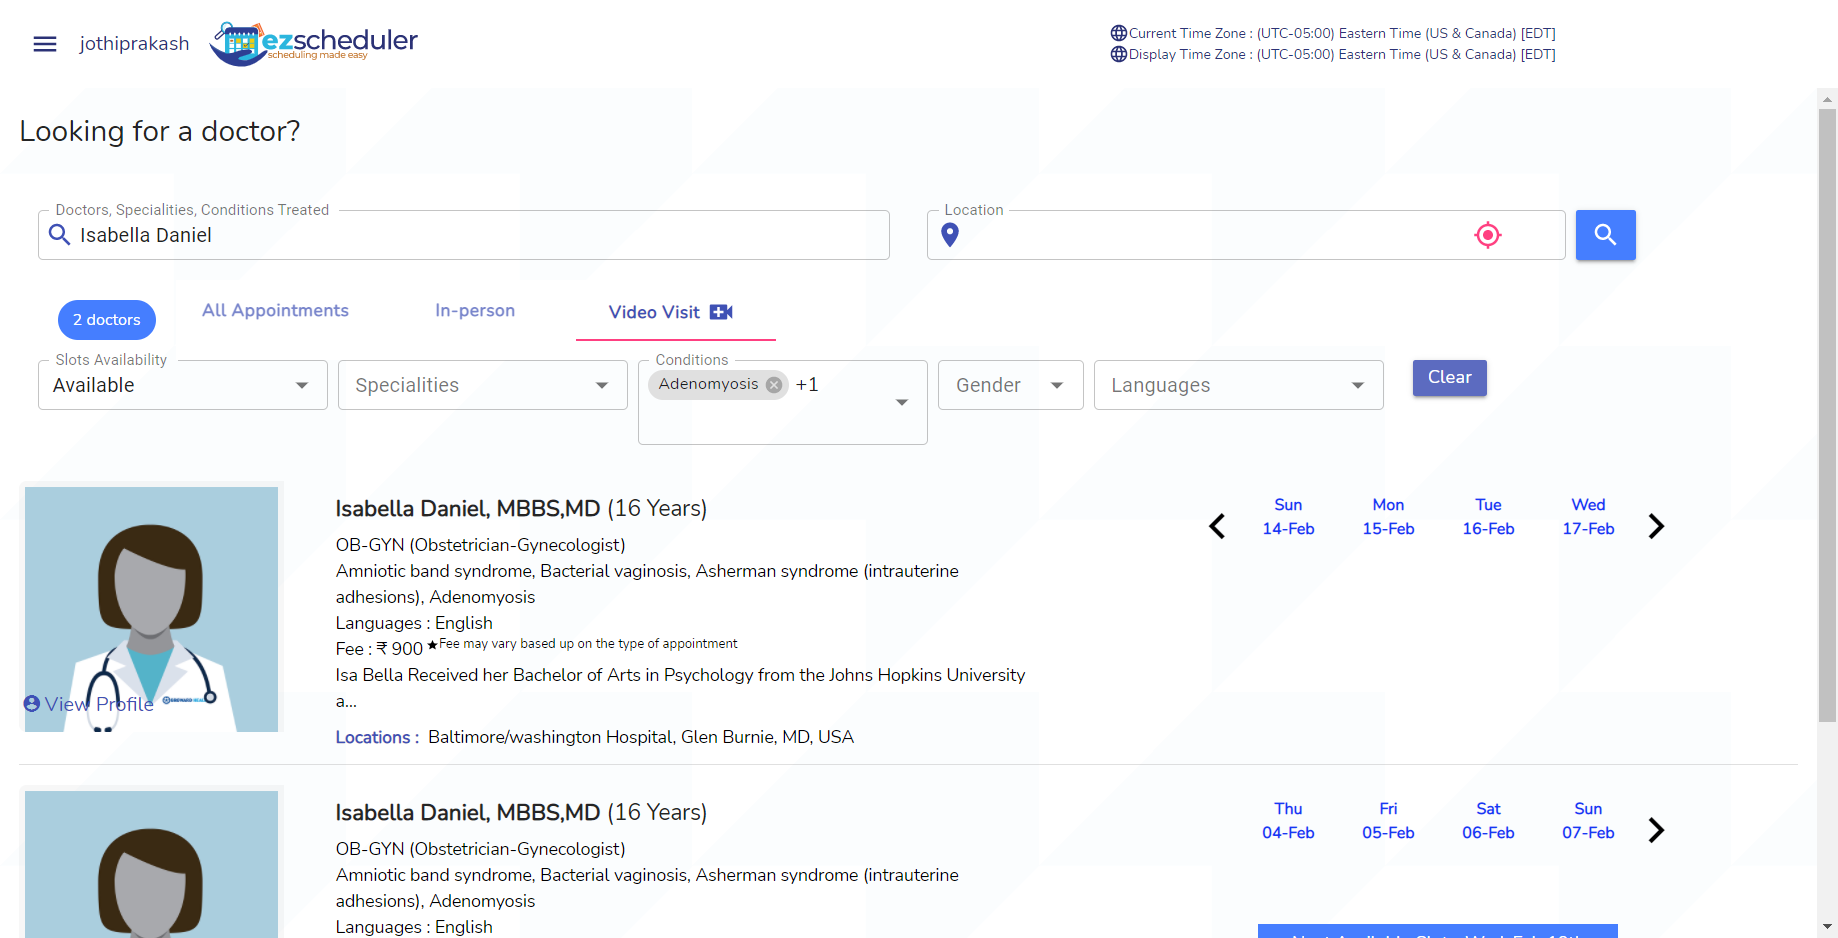 jothiprakash
ezscheduler
scheduling made easy
Current Time Zone : (UTC-05:00) Eastern Time (US & Canada) [EDT]
Display Time Zone : (UTC-05:00) Eastern Time (US & Canada) [EDT]
Looking for a doctor?
Doctors, Specialities, Conditions Treated
Isabella Daniel
Location
2 doctors
All Appointments
In-person
Video Visit
Slots Availability
Available
Specialities
Conditions
Adenomyosis +1
Gender
Languages
Clear
Isabella Daniel, MBBS,MD (16 Years)
OB-GYN (Obstetrician-Gynecologist)
Amniotic band syndrome, Bacterial vaginosis, Asherman syndrome (intrauterine
adhesions), Adenomyosis
Languages : English
Fee : ₹ 900 ★Fee may vary based up on the type of appointment
Isa Bella Received her Bachelor of Arts in Psychology from the Johns Hopkins University
a...
Locations : Baltimore/washington Hospital, Glen Burnie, MD, USA
View Profile
Sun Mon Tue Wed
14-Feb 15-Feb 16-Feb 17-Feb
Isabella Daniel, MBBS,MD (16 Years)
OB-GYN (Obstetrician-Gynecologist)
Amniotic band syndrome, Bacterial vaginosis, Asherman syndrome (intrauterine
adhesions), Adenomyosis
Languages : English
Thu Fri Sat Sun
04-Feb 05-Feb 06-Feb 07-Feb